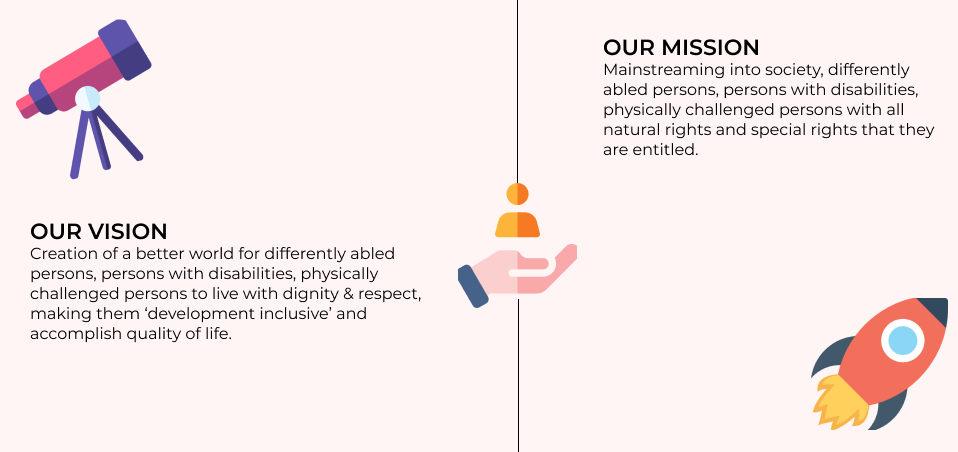 OUR VISION
Creation of a better world for differently abled
persons, persons with disabilities, physically
challenged persons to live with dignity & respect,
making them ‘development inclusive’ and
accomplish quality of life.
OUR MISSION
Mainstreaming into society, differently
abled persons, persons with disabilities,
physically challenged persons with all
natural rights and special rights that they
are entitled.